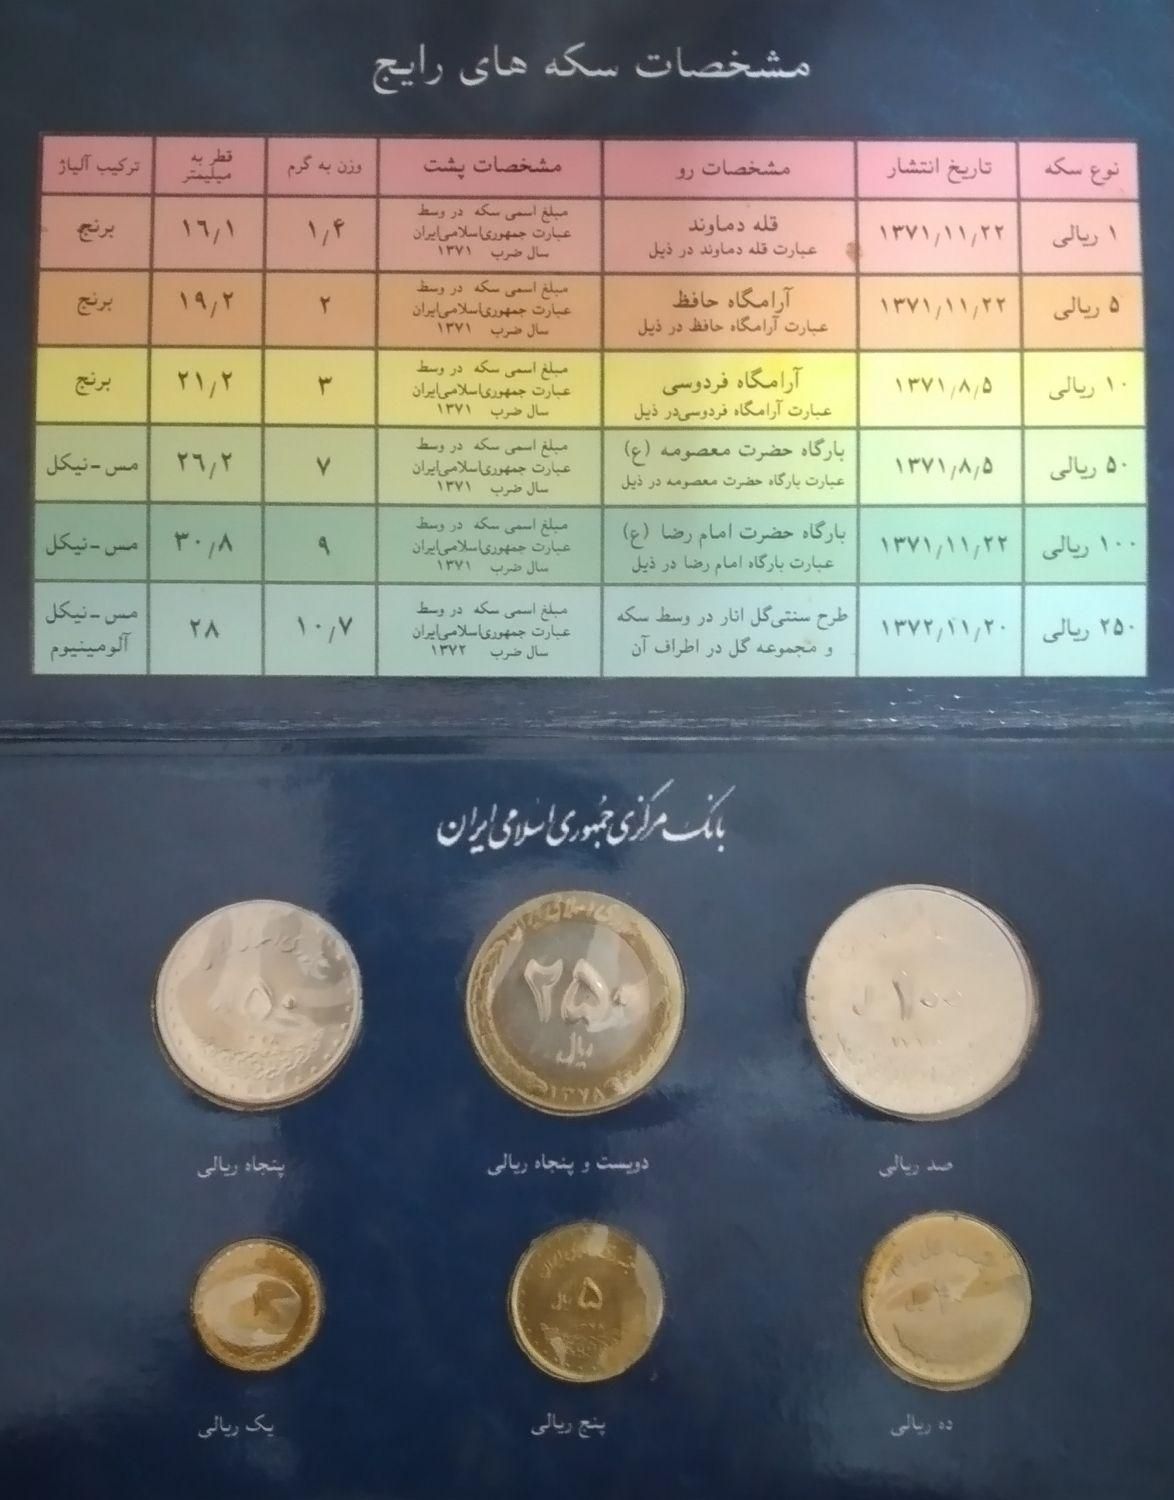 مشخصات سکه های رایج
نوع سکه	تاریخ انتشار	مشخصات رو	مشخصات پشت	وزن به گرم	قطر به میلیمتر	ترکیب آلیاژ
۱ ریالی	۱۳۷۱/۱۱/۲۲	قله دماوند	مبلغ اسمی سکه در وسط	۱/۴	۱۶/۱	برنج
عبارت قله دماوند در ذیل	عبارت جمهوری‌اسلامی‌ایران
سال ضرب ۱۳۷۱
۵ ریالی	۱۳۷۱/۱۱/۲۲	آرامگاه حافظ	مبلغ اسمی سکه در وسط	۲	۱۹/۲	برنج
عبارت آرامگاه حافظ در ذیل	عبارت جمهوری‌اسلامی‌ایران
سال ضرب ۱۳۷۱
۱۰ ریالی	۱۳۷۱/۸/۵	آرامگاه فردوسی	مبلغ اسمی سکه در وسط	۳	۲۱/۲	برنج
عبارت آرامگاه فردوسی‌در ذیل	عبارت جمهوری‌اسلامی‌ایران
سال ضرب ۱۳۷۱
۵۰ ریالی	۱۳۷۱/۸/۵	بارگاه حضرت معصومه (ع)	مبلغ اسمی سکه در وسط	۷	۲۶/۲	مس -نیکل
عبارت بارگاه حضرت معصومه در ذیل	عبارت جمهوری‌اسلامی‌ایران
سال ضرب ۱۳۷۱
۱۰۰ ریالی	۱۳۷۱/۱۱/۲۲	بارگاه حضرت امام رضا (ع)	مبلغ اسمی سکه در وسط	۹	۳۰/۸	مس -نیکل
عبارت بارگاه امام رضا در ذیل	عبارت جمهوری‌اسلامی‌ایران
سال ضرب ۱۳۷۱
۲۵۰ ریالی	۱۳۷۲/۱۱/۲۰	طرح سنتی‌گل انار در وسط سکه	مبلغ اسمی سکه در وسط	۱۰/۷	۲۸	مس -نیکل
و مجموعه گل در اطراف آن	عبارت جمهوری‌اسلامی‌ایران	آلومینیوم
سال ضرب ۱۳۷۲
بانک مرکزی جمهوری اسلامی ایران
۱۰۰
۲۵۰
ریال
۱۳۷۸
۵۰
صد ریالی
دویست و پنجاه ریالی
پنجاه ریالی
۵ ریال
ده ریالی
پنج ریالی
یک ریالی